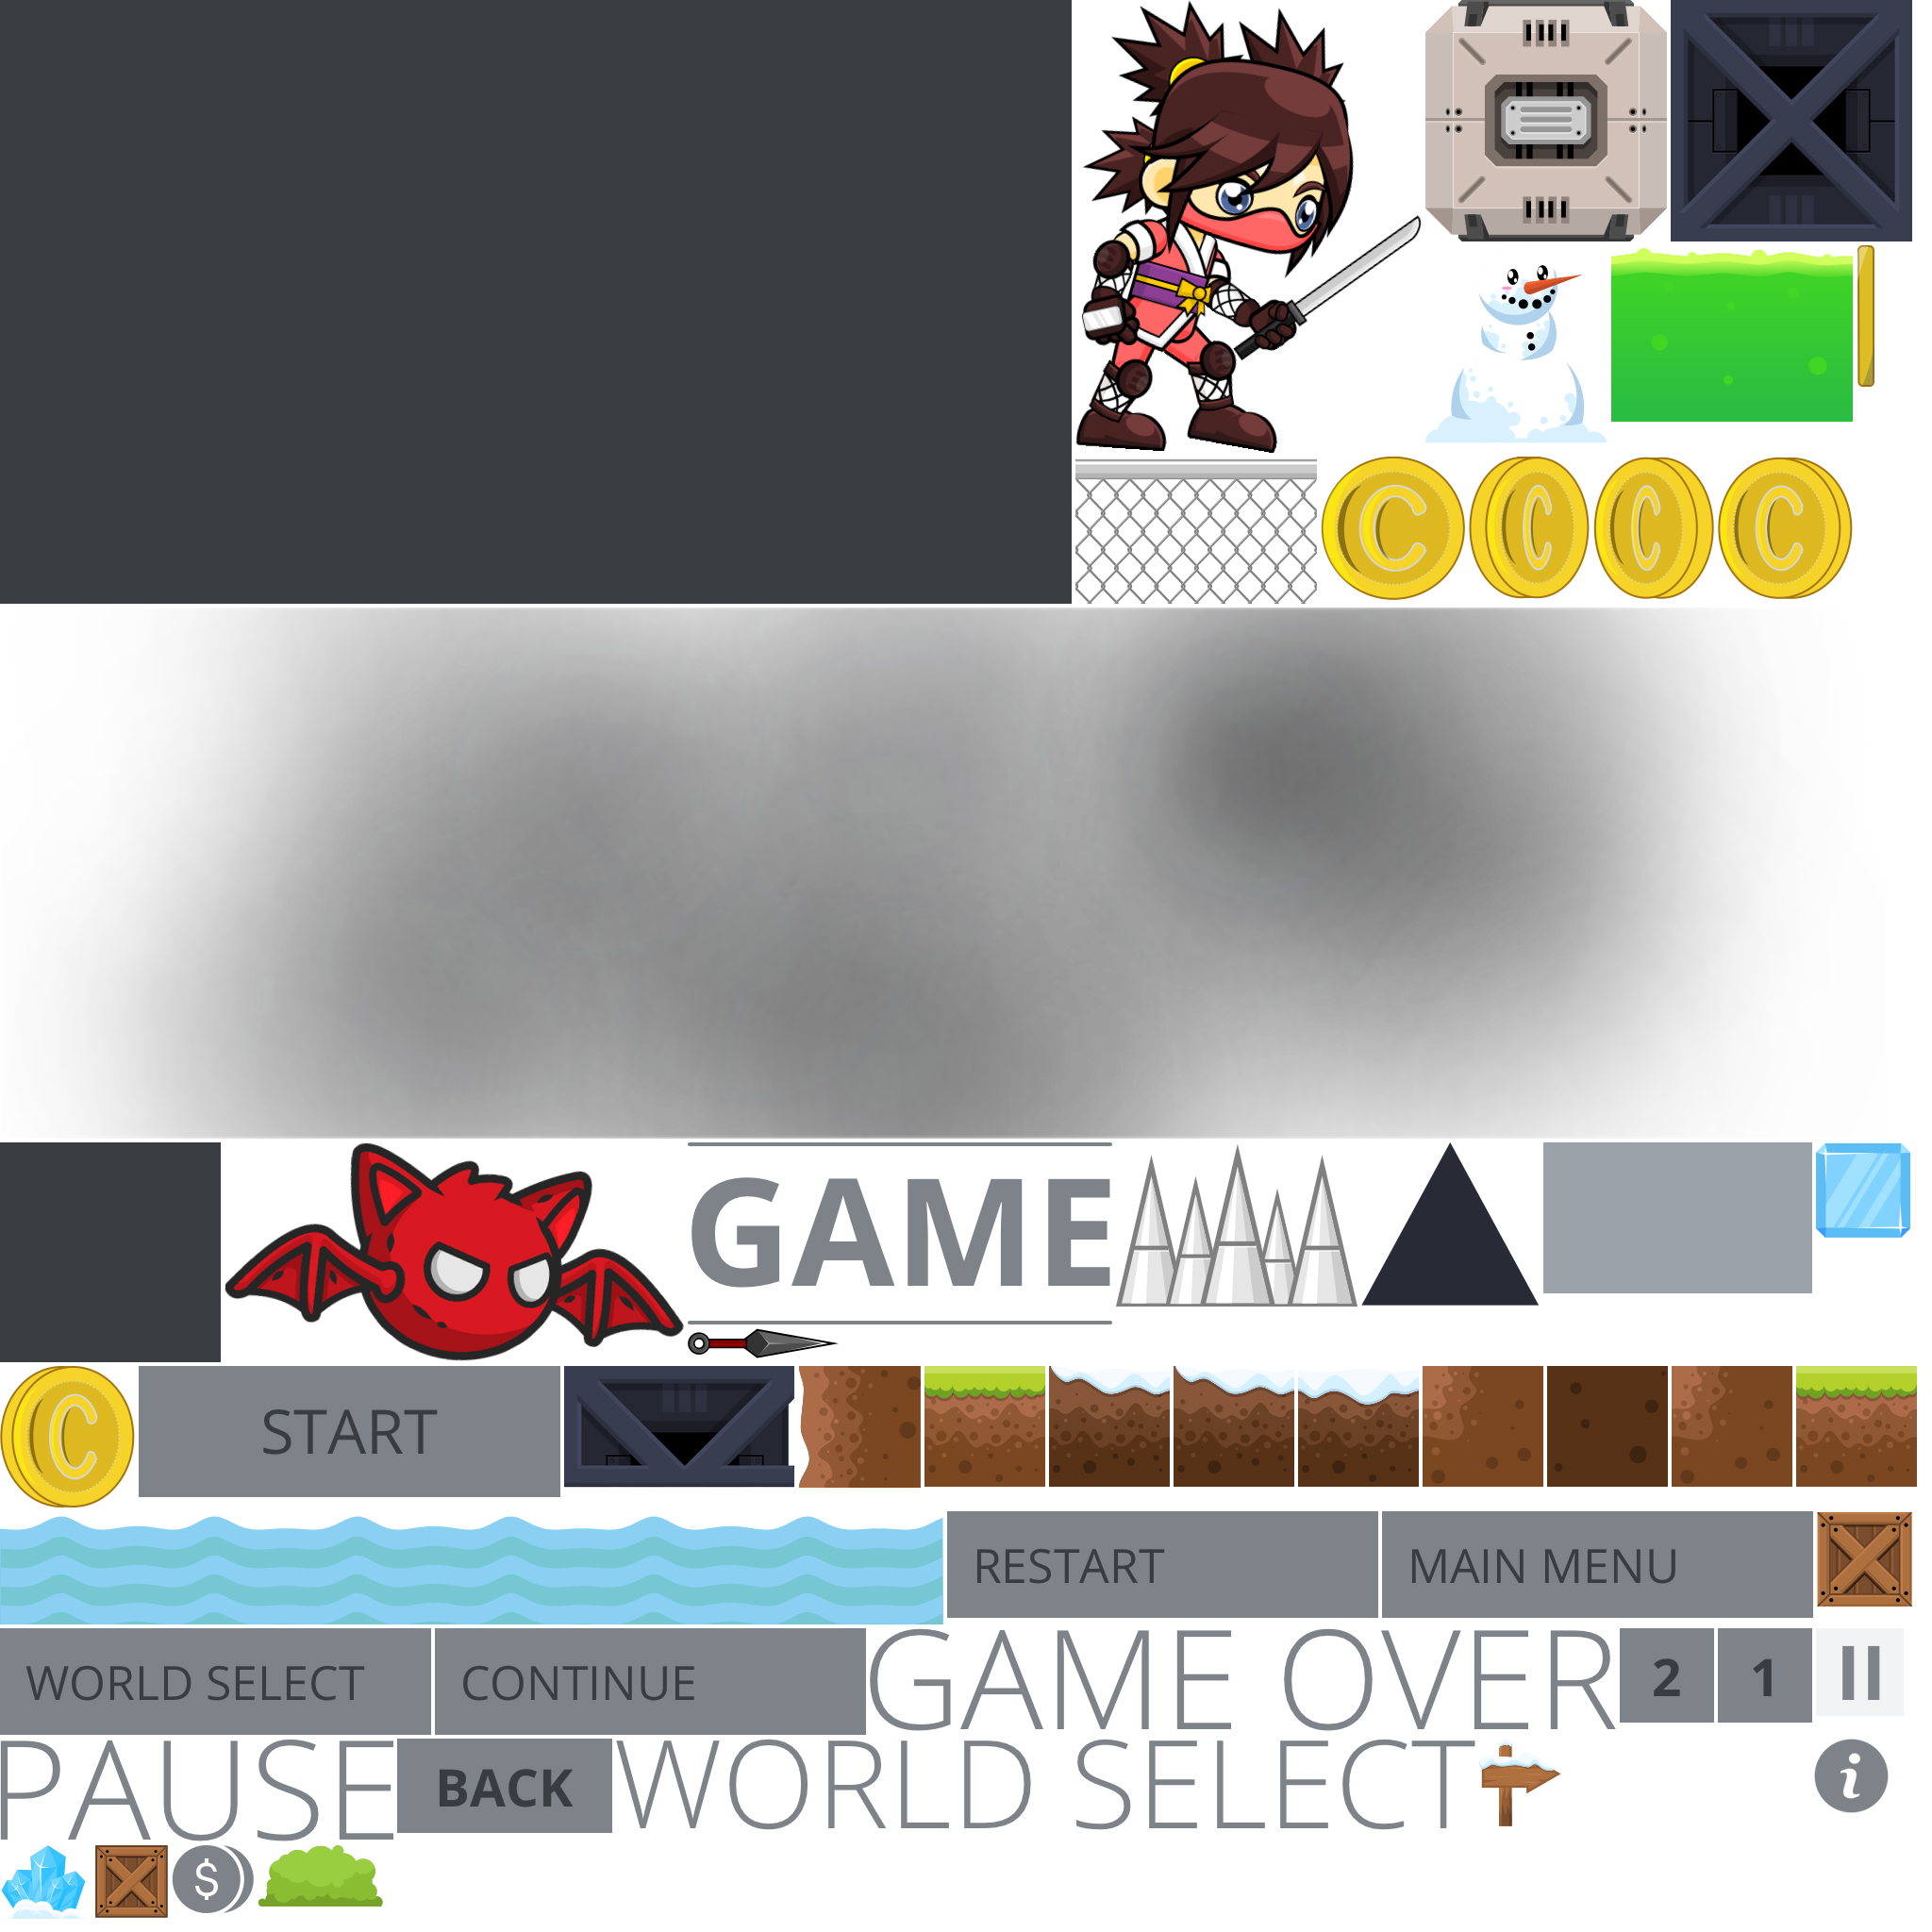 C C C C
GAME
C
START
RESTART
MAIN MENU
WORLD SELECT
CONTINUE
GAME OVER
2
1
PAUSE
BACK
WORLD SELECT
i
$